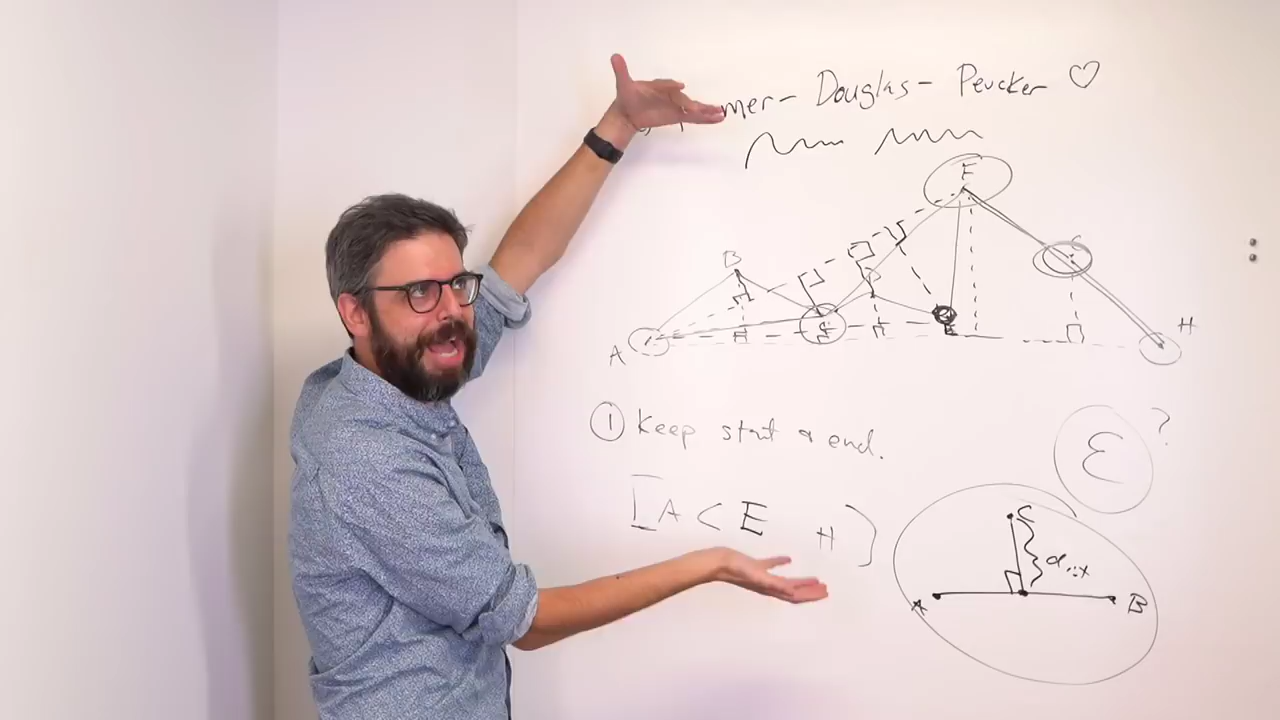 mer- Douglas- Peucker ♡
E
B
A
H
① Keep start & end.
ε ?
[A C E H]
C
A B